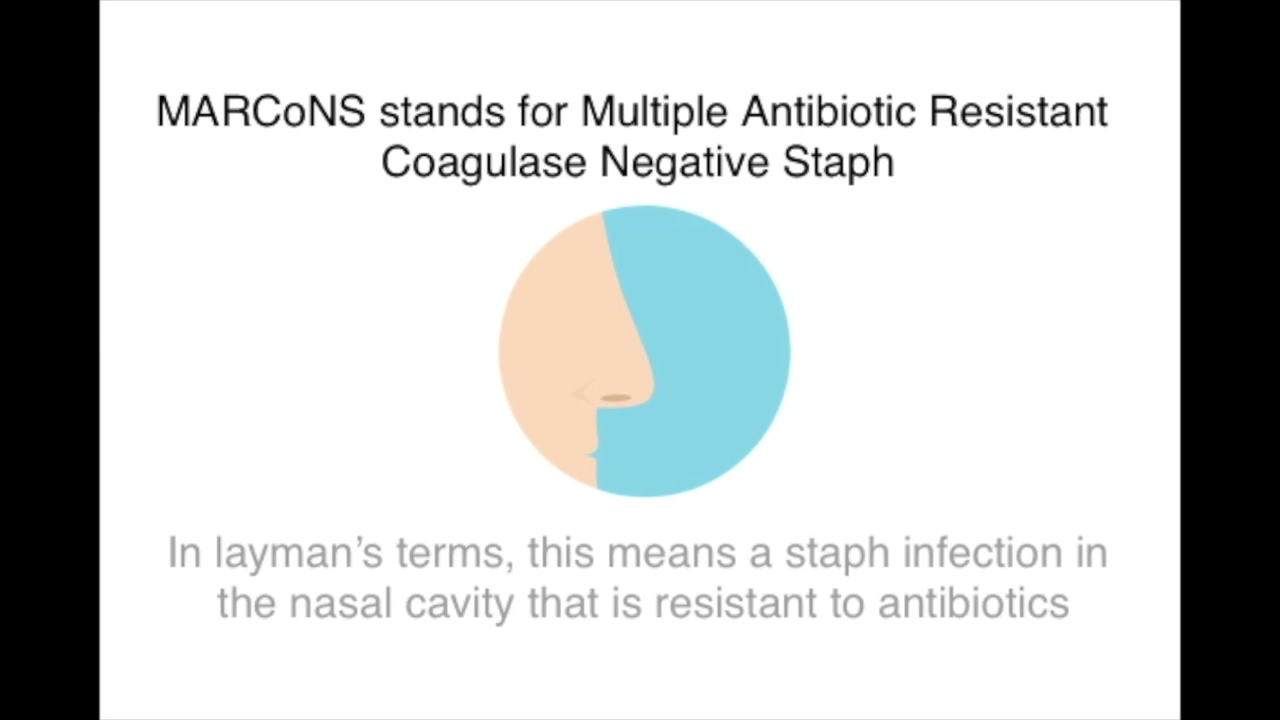 MARCoNS stands for Multiple Antibiotic Resistant
Coagulase Negative Staph
In layman’s terms, this means a staph infection in
the nasal cavity that is resistant to antibiotics